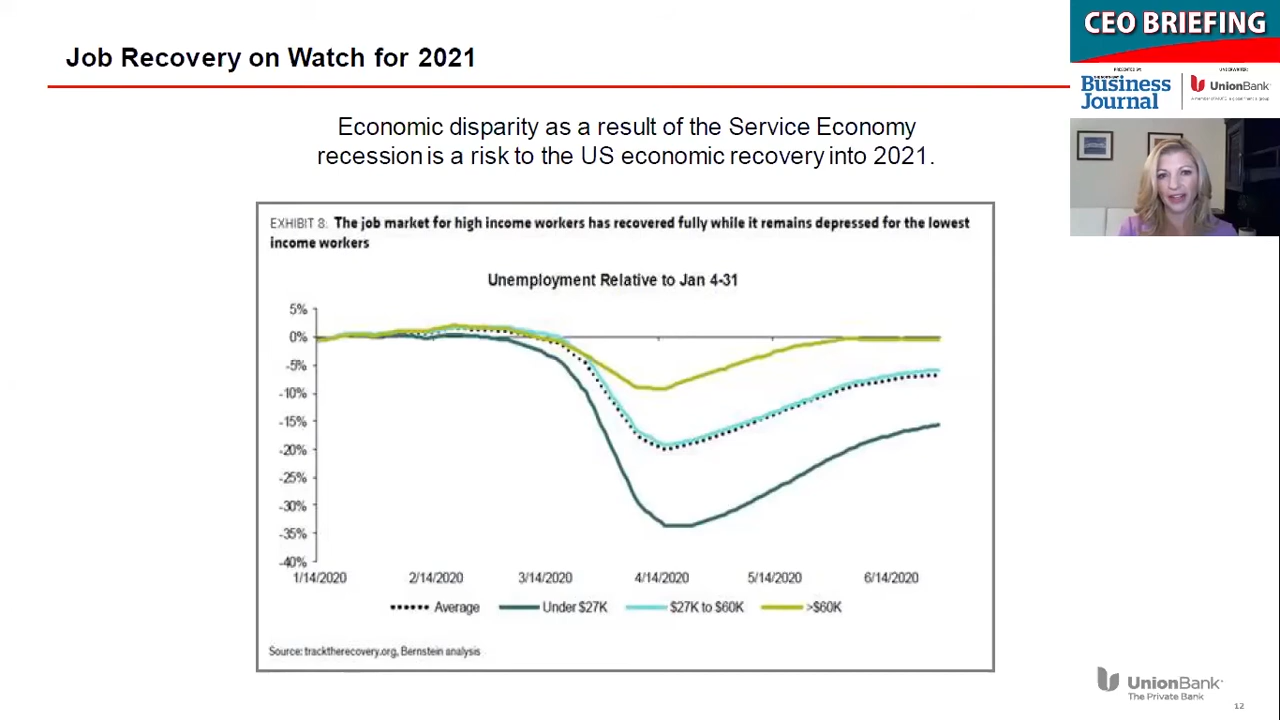 Job Recovery on Watch for 2021
CEO BRIEFING
PRESENTED BY:
UNDERWRITER:
Business
Journal
UnionBank
Economic disparity as a result of the Service Economy
recession is a risk to the US economic recovery into 2021.
EXHIBIT 8: The job market for high income workers has recovered fully while it remains depressed for the lowest
income workers
Unemployment Relative to Jan 4-31
5%
0%
-5%
-10%
-15%
-20%
-25%
-30%
-35%
-40%
1/14/2020 2/14/2020 3/14/2020 4/14/2020 5/14/2020 6/14/2020
Average Under $27K $27K to $60K >$60K
Source: tracktherecovery.org, Bernstein analysis
UnionBank
The Private Bank
12